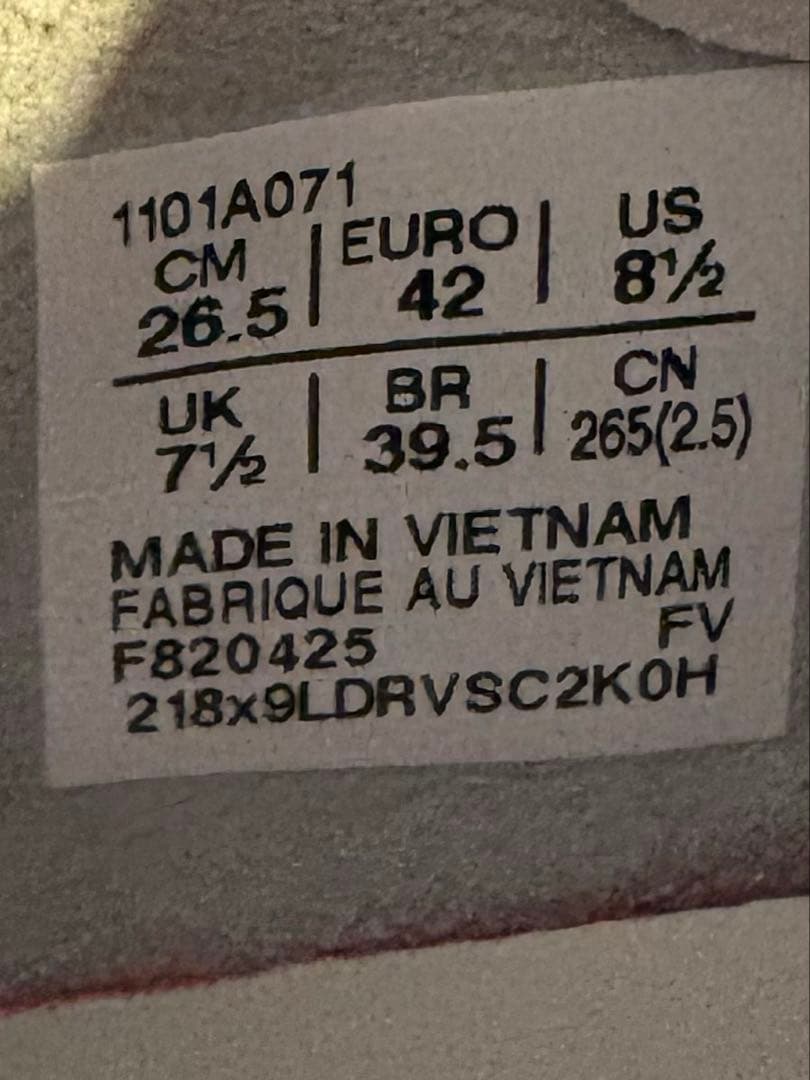 1101A071
CM | EURO | US
26.5 | 42 | 8½
UK | BR | CN
7½ | 39.5 | 265(2.5)
MADE IN VIETNAM
FABRIQUE AU VIETNAM
F820425 FV
218x9LDRVSC2K0H